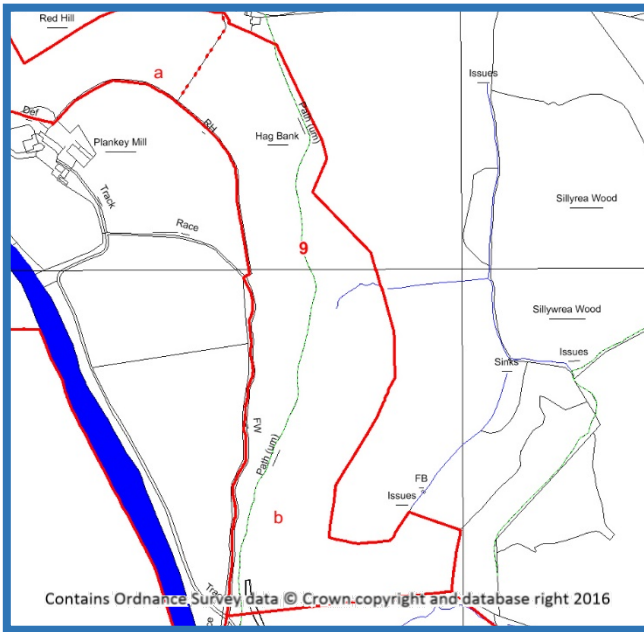 Red Hill
a
Issues
Def
Path (um)
RH
Plankey Mill
Hag Bank
Track
Sillyrea Wood
Race
9
Sillywrea Wood
Sinks
Issues
FW
Path (um)
FB
Issues
b
Contains Ordnance Survey data © Crown copyright and database right 2016